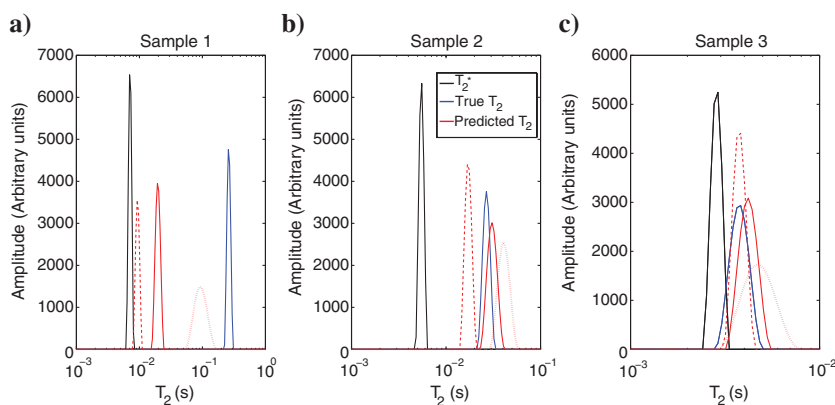 a)
Sample 1
7000
6000
5000
4000
3000
2000
1000
0
Amplitude (Arbitrary units)
10⁻³ 10⁻² 10⁻¹ 10⁰
T₂ (s)
b)
Sample 2
7000
6000
5000
4000
3000
2000
1000
0
Amplitude (Arbitrary units)
T₂*
True T₂
Predicted T₂
10⁻³ 10⁻² 10⁻¹
T₂ (s)
c)
Sample 3
6000
5000
4000
3000
2000
1000
0
Amplitude (Arbitrary units)
10⁻³ 10⁻²
T₂ (s)